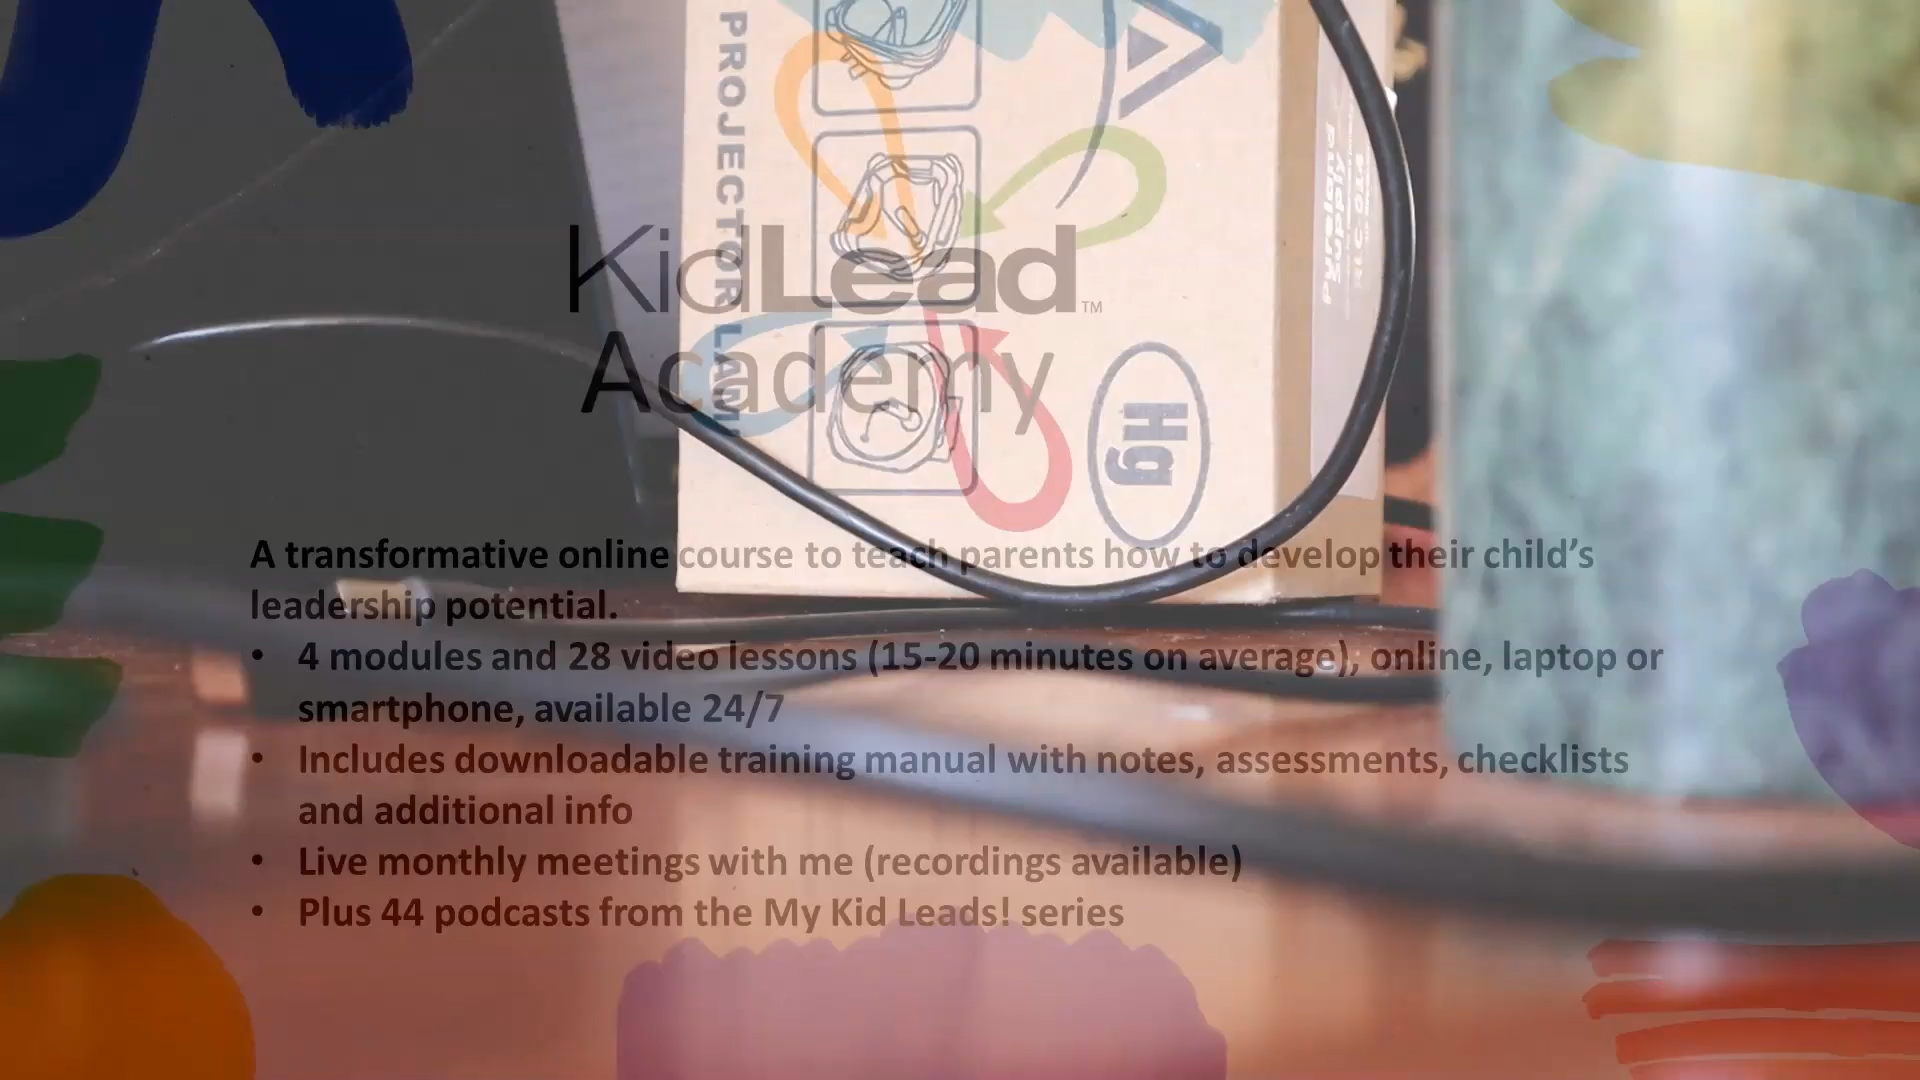 PROJECTOR LAM
KidLead™
Academy
Hg
A transformative online course to teach parents how to develop their child’s
leadership potential.
• 4 modules and 28 video lessons (15-20 minutes on average), online, laptop or
smartphone, available 24/7
• Includes downloadable training manual with notes, assessments, checklists
and additional info
• Live monthly meetings with me (recordings available)
• Plus 44 podcasts from the My Kid Leads! series